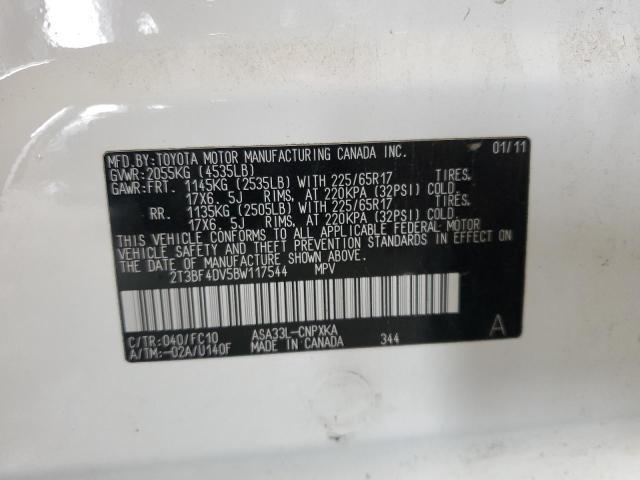 MFD.BY:TOYOTA MOTOR MANUFACTURING CANADA INC. 01/11
GVWR:2055KG (4535LB)
GAWR:FRT. 1145KG (2535LB) WITH 225/65R17 TIRES.
17X6. 5J RIMS, AT 220KPA (32PSI) COLD.
RR. 1135KG (2505LB) WITH 225/65R17 TIRES.
17X6. 5J RIMS, AT 220KPA (32PSI) COLD.
THIS VEHICLE CONFORMS TO ALL APPLICABLE FEDERAL MOTOR
VEHICLE SAFETY AND THEFT PREVENTION STANDARDS IN EFFECT
ON THE DATE OF MANUFACTURE SHOWN ABOVE.
2T3BF4DV5BW117544 MPV
C/TR:040/FC10 ASA33L-CNPXKA
A/TM:-02A/U140F MADE IN CANADA 344 A